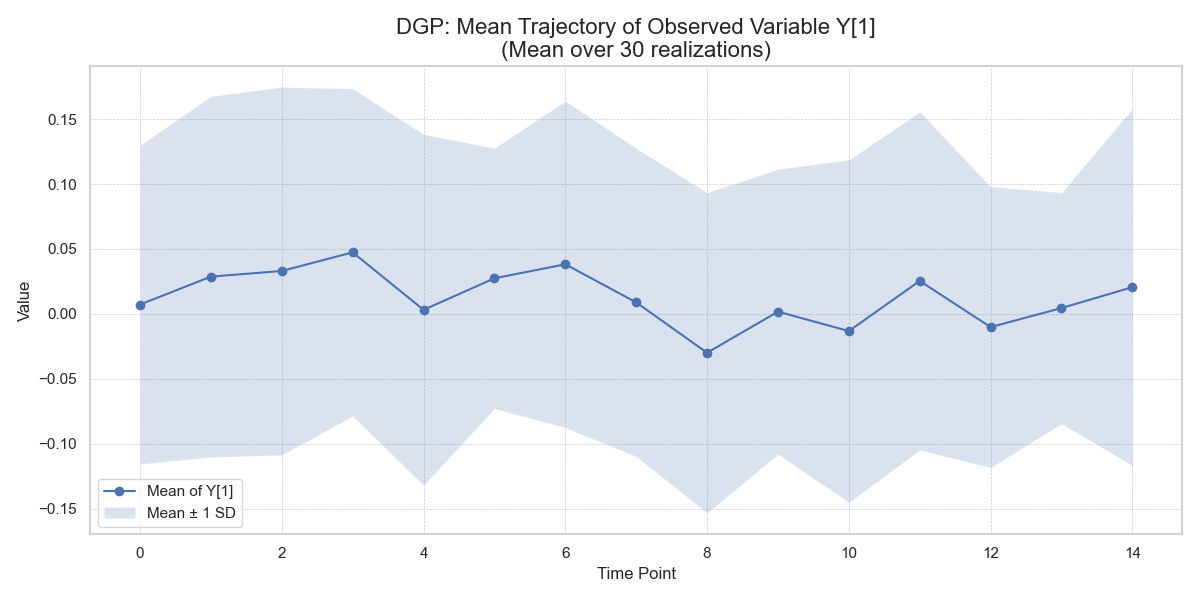 DGP: Mean Trajectory of Observed Variable Y[1]
(Mean over 30 realizations)
Value
0.15
0.10
0.05
0.00
−0.05
−0.10
−0.15
Mean of Y[1]
Mean ± 1 SD
0 2 4 6 8 10 12 14
Time Point